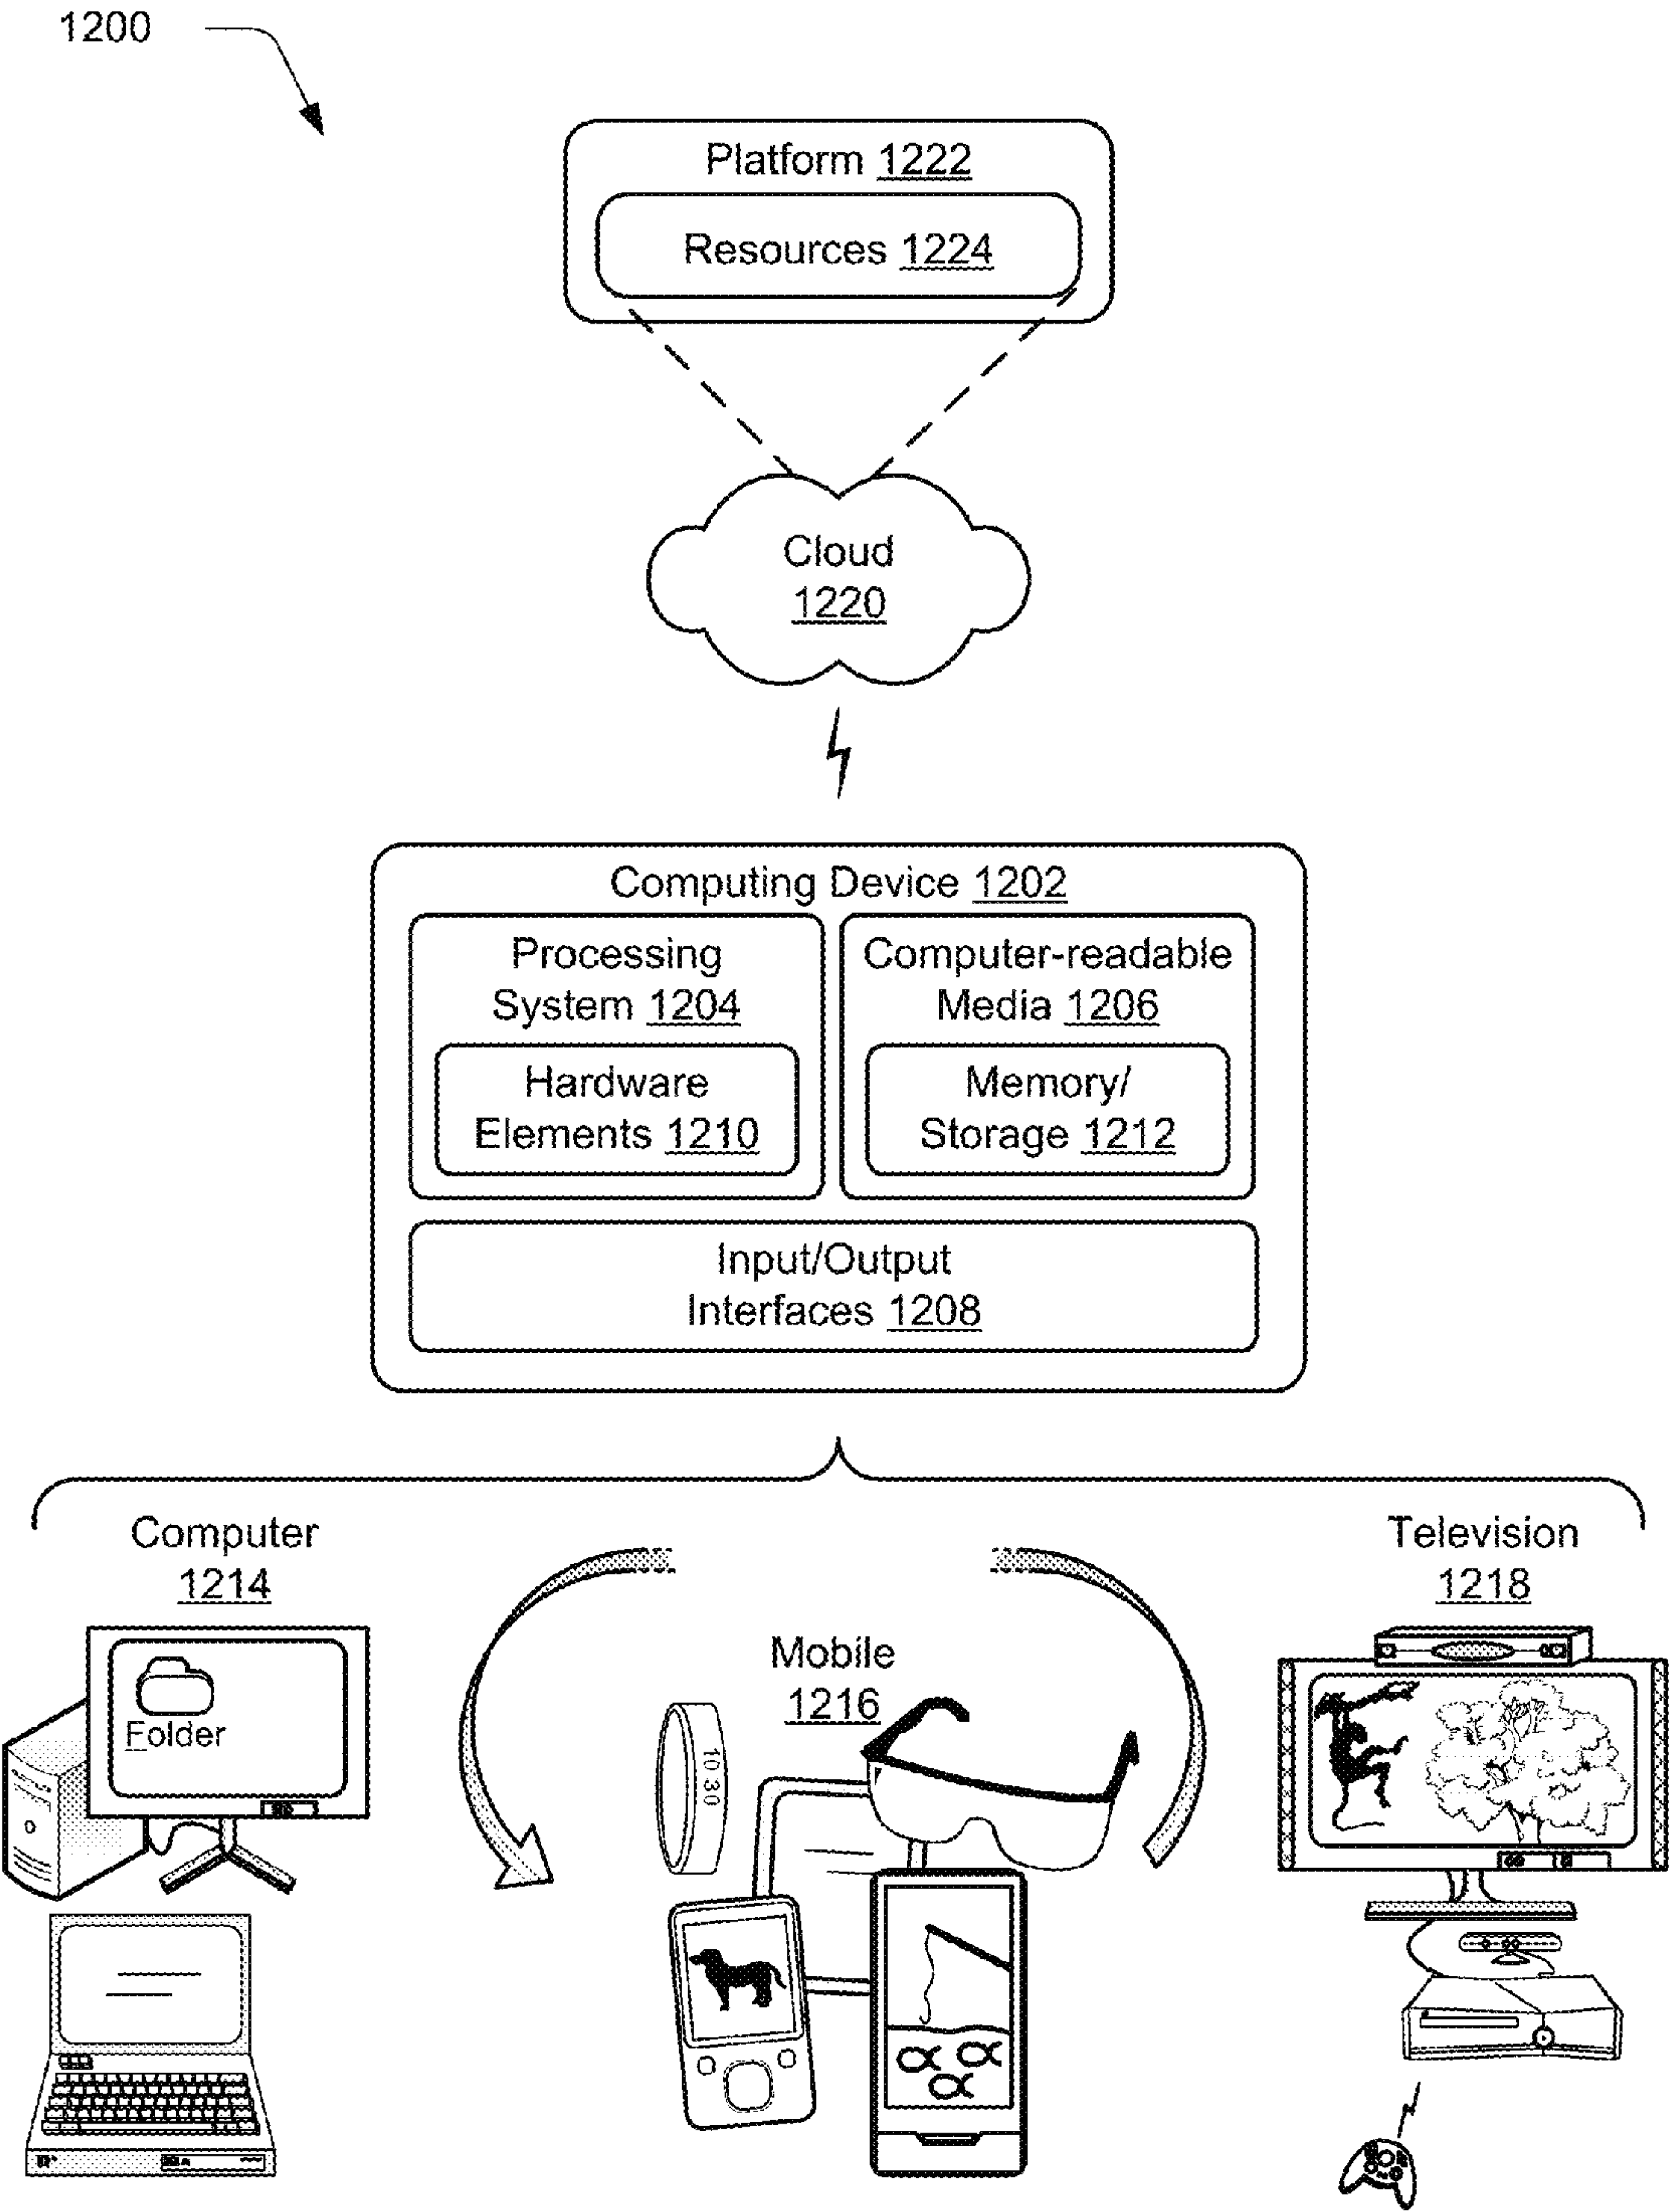 1200
Platform 1222
Resources 1224
Cloud
1220
Computing Device 1202
Processing
System 1204
Hardware
Elements 1210
Computer-readable
Media 1206
Memory/
Storage 1212
Input/Output
Interfaces 1208
Computer
1214
Folder
Mobile
1216
10 30
Television
1218